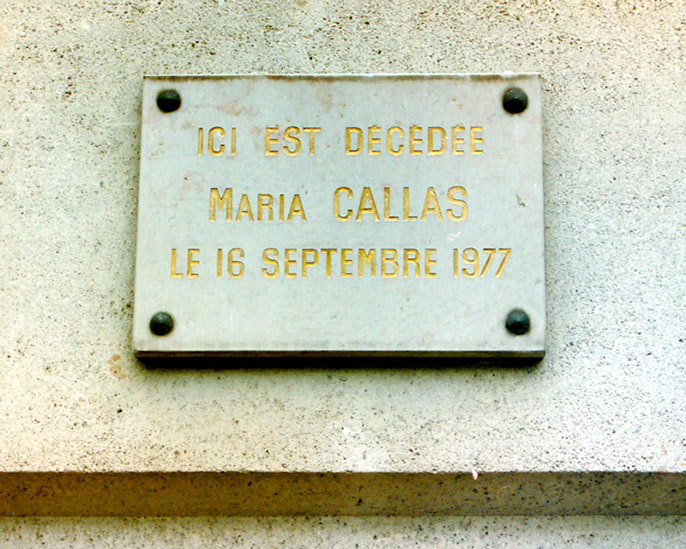 ICI EST DÉCÉDÉE
MARIA CALLAS
LE 16 SEPTEMBRE 1977